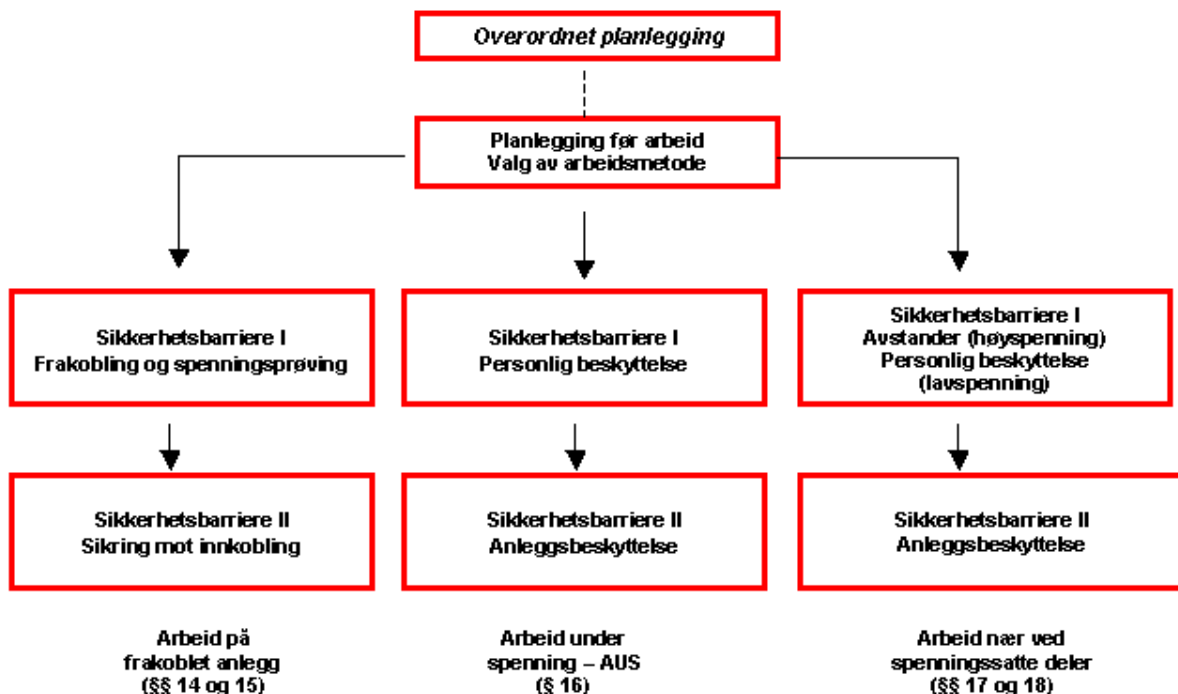 Overordnet planlegging
Planlegging før arbeid
Valg av arbeidsmetode
Sikkerhetsbarriere I
Frakobling og spenningsprøving
Sikkerhetsbarriere I
Personlig beskyttelse
Sikkerhetsbarriere I
Avstander (høyspenning)
Personlig beskyttelse
(lavspenning)
Sikkerhetsbarriere II
Sikring mot innkobling
Sikkerhetsbarriere II
Anleggsbeskyttelse
Sikkerhetsbarriere II
Anleggsbeskyttelse
Arbeid på
frakoblet anlegg
(§§ 14 og 15)
Arbeid under
spenning – AUS
(§ 16)
Arbeid nær ved
spenningssatte deler
(§§ 17 og 18)